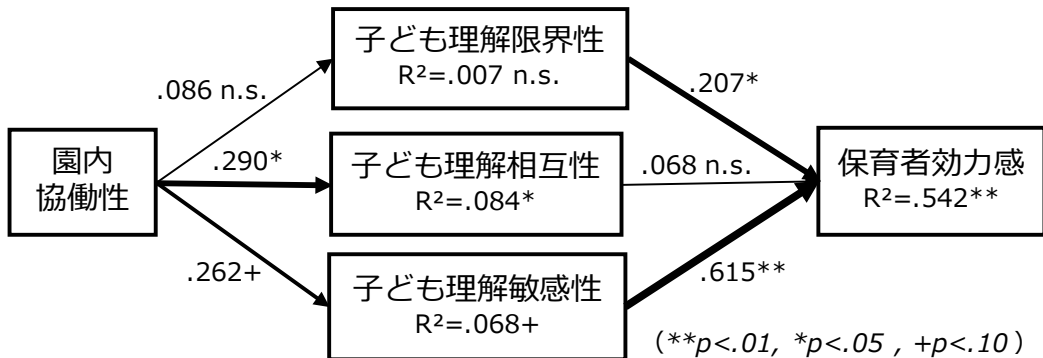 子ども理解限界性
R²=.007 n.s.
.086 n.s.
.207*
園内
協働性
.290*
子ども理解相互性
R²=.084*
.068 n.s.
保育者効力感
R²=.542**
.262+
子ども理解敏感性
R²=.068+
.615**
（**p<.01, *p<.05 , +p<.10）